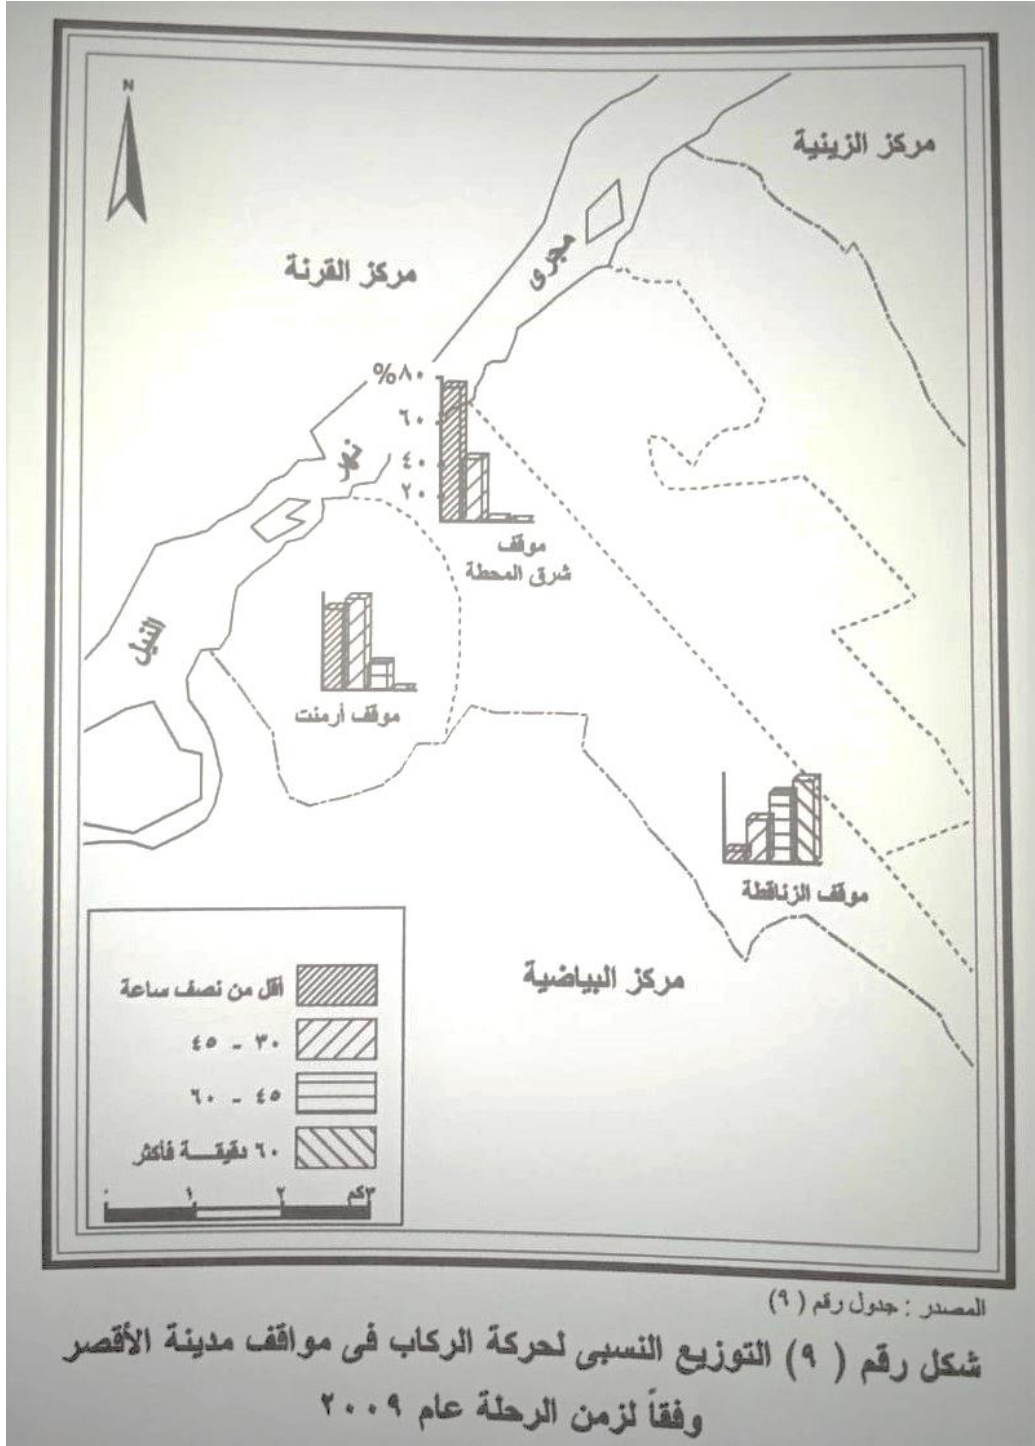 N
مركز الزينية
مركز القرنة
مجرى
%٨٠
٦٠
٤٠
٢٠
نهر
موقف
شرق المحطة
النيل
موقف أرمنت
موقف الزناقطة
مركز البياضية
أقل من نصف ساعة
٣٠ - ٤٥
٤٥ - ٦٠
٦٠ دقيقـــة فأكثر
٠ ١ ٢ ٣كم
المصدر : جدول رقم ( ٩)
شكل رقم ( ٩) التوزيع النسبى لحركة الركاب فى مواقف مدينة الأقصر
وفقاً لزمن الرحلة عام ٢٠٠٩